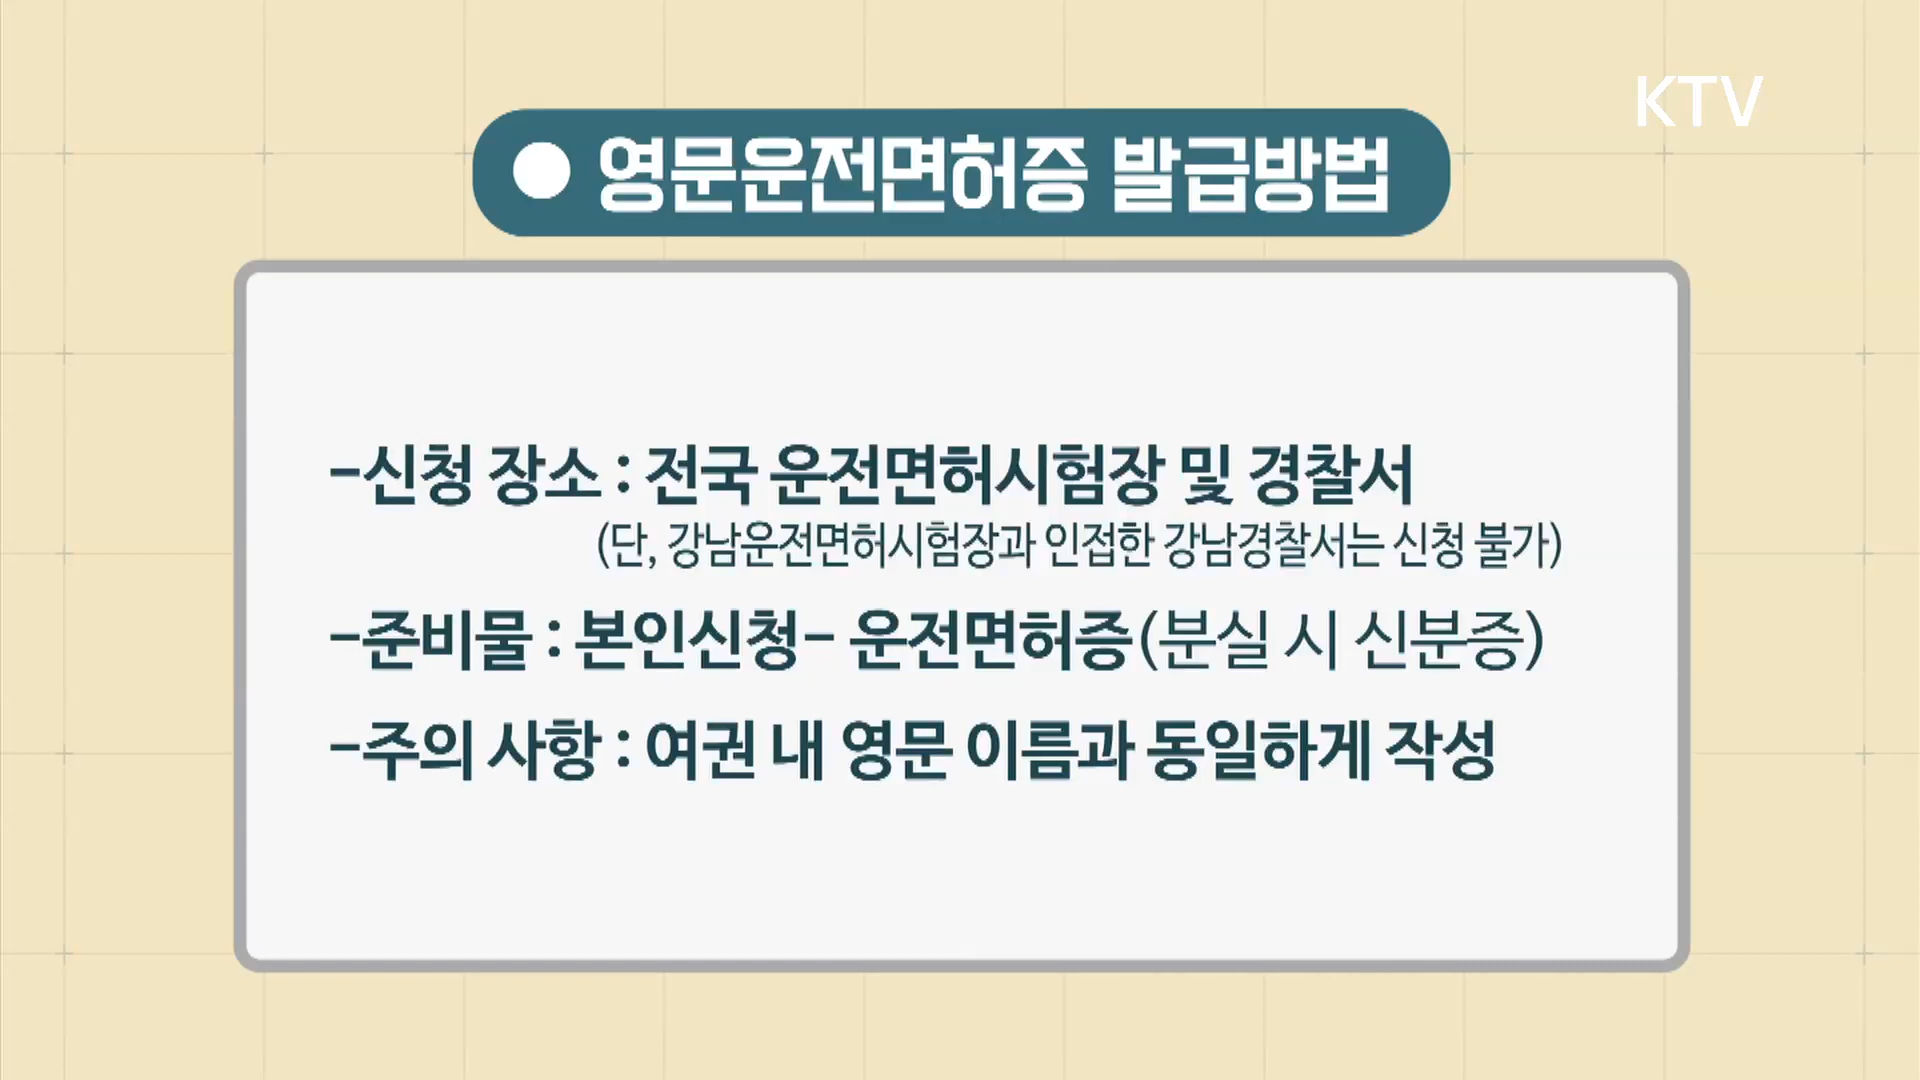 KTV
영문운전면허증 발급방법
-신청 장소 : 전국 운전면허시험장 및 경찰서
(단, 강남운전면허시험장과 인접한 강남경찰서는 신청 불가)
-준비물 : 본인신청- 운전면허증(분실 시 신분증)
-주의 사항 : 여권 내 영문 이름과 동일하게 작성